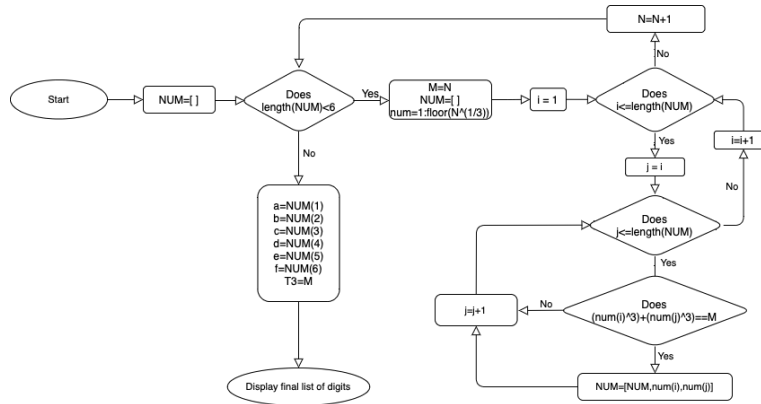 N=N+1
No
Start
NUM=[ ]
Does
length(NUM)<6
Yes
M=N
NUM=[ ]
num=1:floor(N^(1/3))
i = 1
Does
i<=length(NUM)
i=i+1
Yes
No
j = i
No
a=NUM(1)
b=NUM(2)
c=NUM(3)
d=NUM(4)
e=NUM(5)
f=NUM(6)
T3=M
Does
j<=length(NUM)
Yes
j=j+1
No
Does
(num(i)^3)+(num(j)^3)==M
Yes
Display final list of digits
NUM=[NUM,num(i),num(j)]